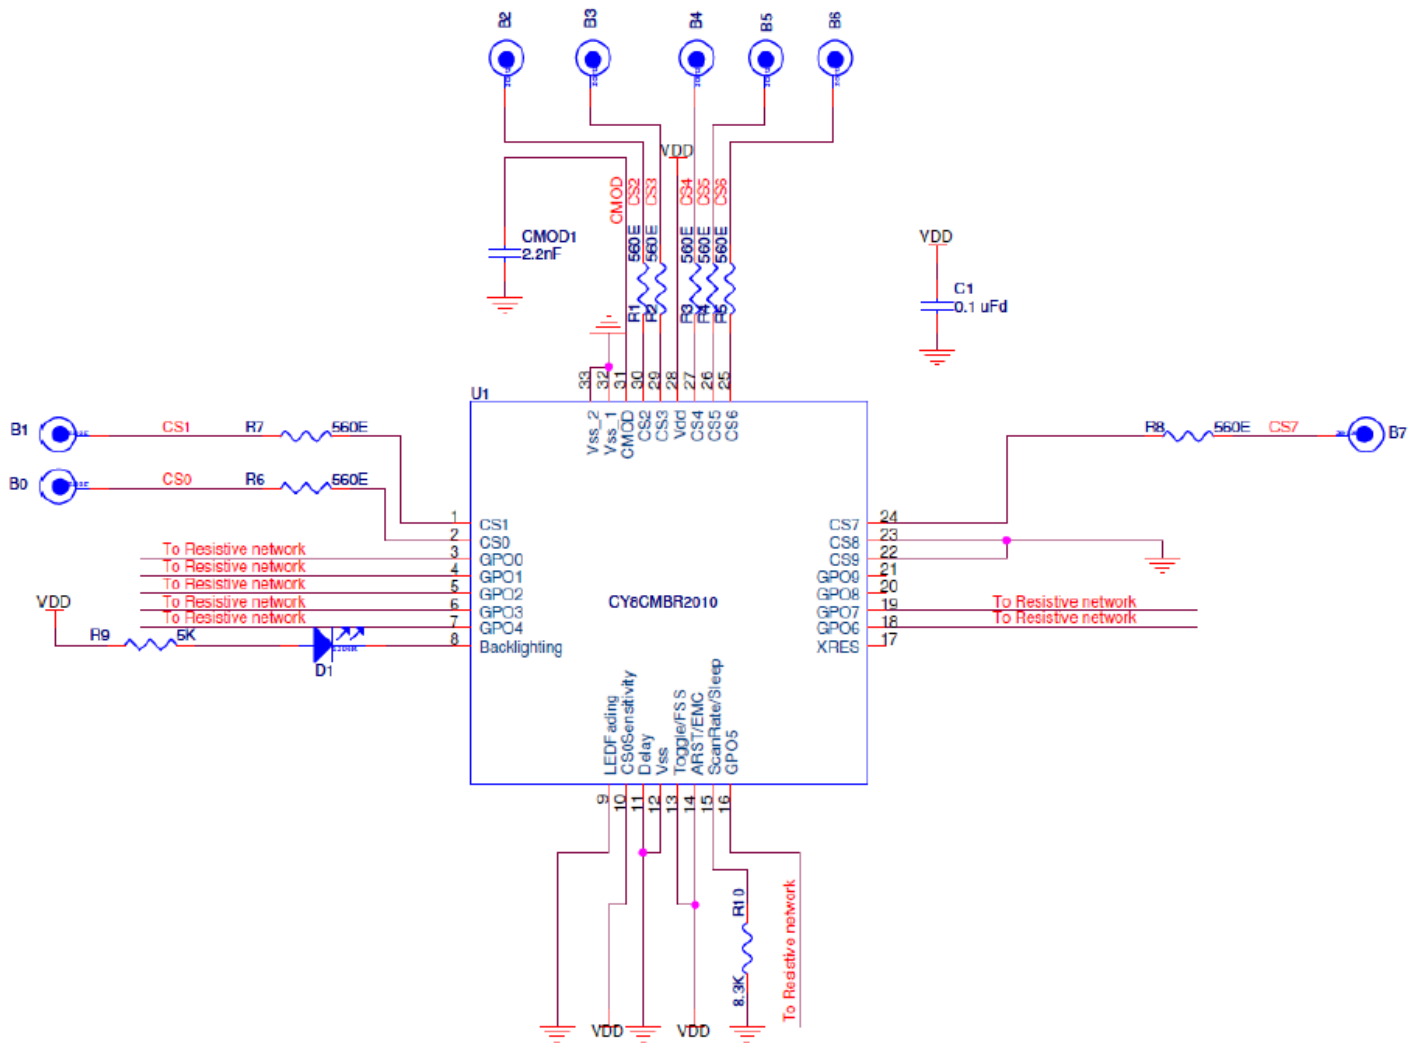 B2
B3
B4
B5
B6
VDD
CMOD
CS2
CS3
CS4
CS5
CS6
CMOD1
2.2nF
560E
560E
560E
560E
560E
R1
R2
R3
R4
R5
VDD
C1
0.1 uFd
33
32
31
30
29
28
27
26
25
U1
Vss_2
Vss_1
CMOD
CS2
CS3
Vdd
CS4
CS5
CS6
B1
CS1
R7
560E
B0
CS0
R6
560E
R8
560E
CS7
B7
1
CS1
2
CS0
To Resistive network
3
GPO0
To Resistive network
4
GPO1
To Resistive network
5
GPO2
To Resistive network
6
GPO3
To Resistive network
7
GPO4
VDD
R9
5K
D1
8
Backlighting
CY8CMBR2010
CS7
24
CS8
23
CS9
22
GPO9
21
GPO8
20
GPO7
19
To Resistive network
GPO6
18
To Resistive network
XRES
17
LEDFading
CS0Sensitivity
Delay
Vss
Toggle/FSS
ARST/EMC
ScanRate/Sleep
GPO5
9
10
11
12
13
14
15
16
R10
8.3K
To Resistive network
VDD
VDD